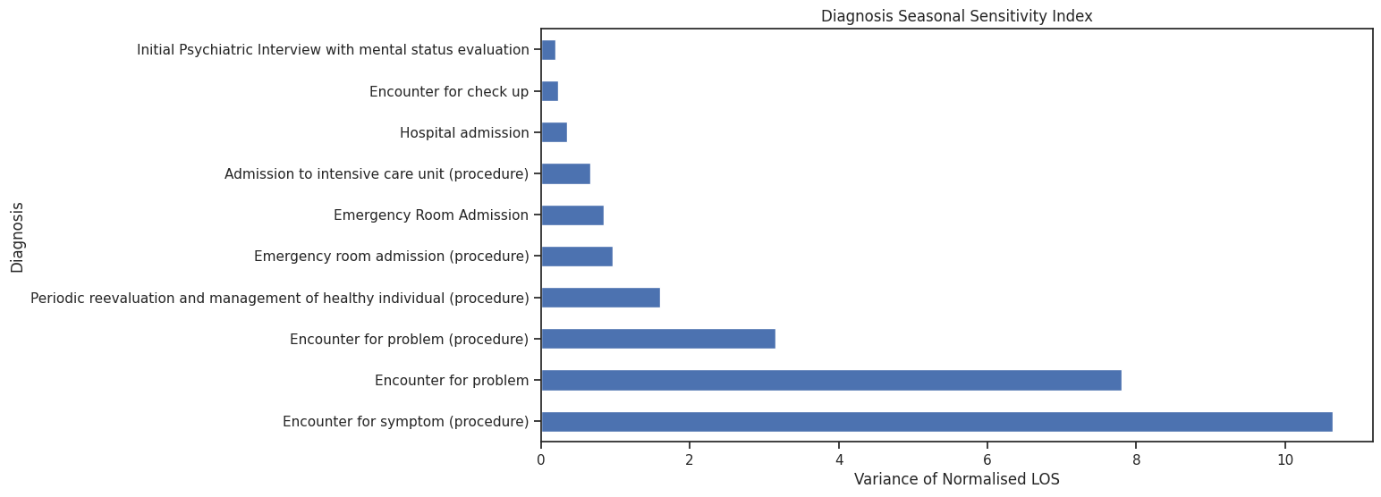 Diagnosis Seasonal Sensitivity Index
Diagnosis
Initial Psychiatric Interview with mental status evaluation
Encounter for check up
Hospital admission
Admission to intensive care unit (procedure)
Emergency Room Admission
Emergency room admission (procedure)
Periodic reevaluation and management of healthy individual (procedure)
Encounter for problem (procedure)
Encounter for problem
Encounter for symptom (procedure)
0 2 4 6 8 10
Variance of Normalised LOS